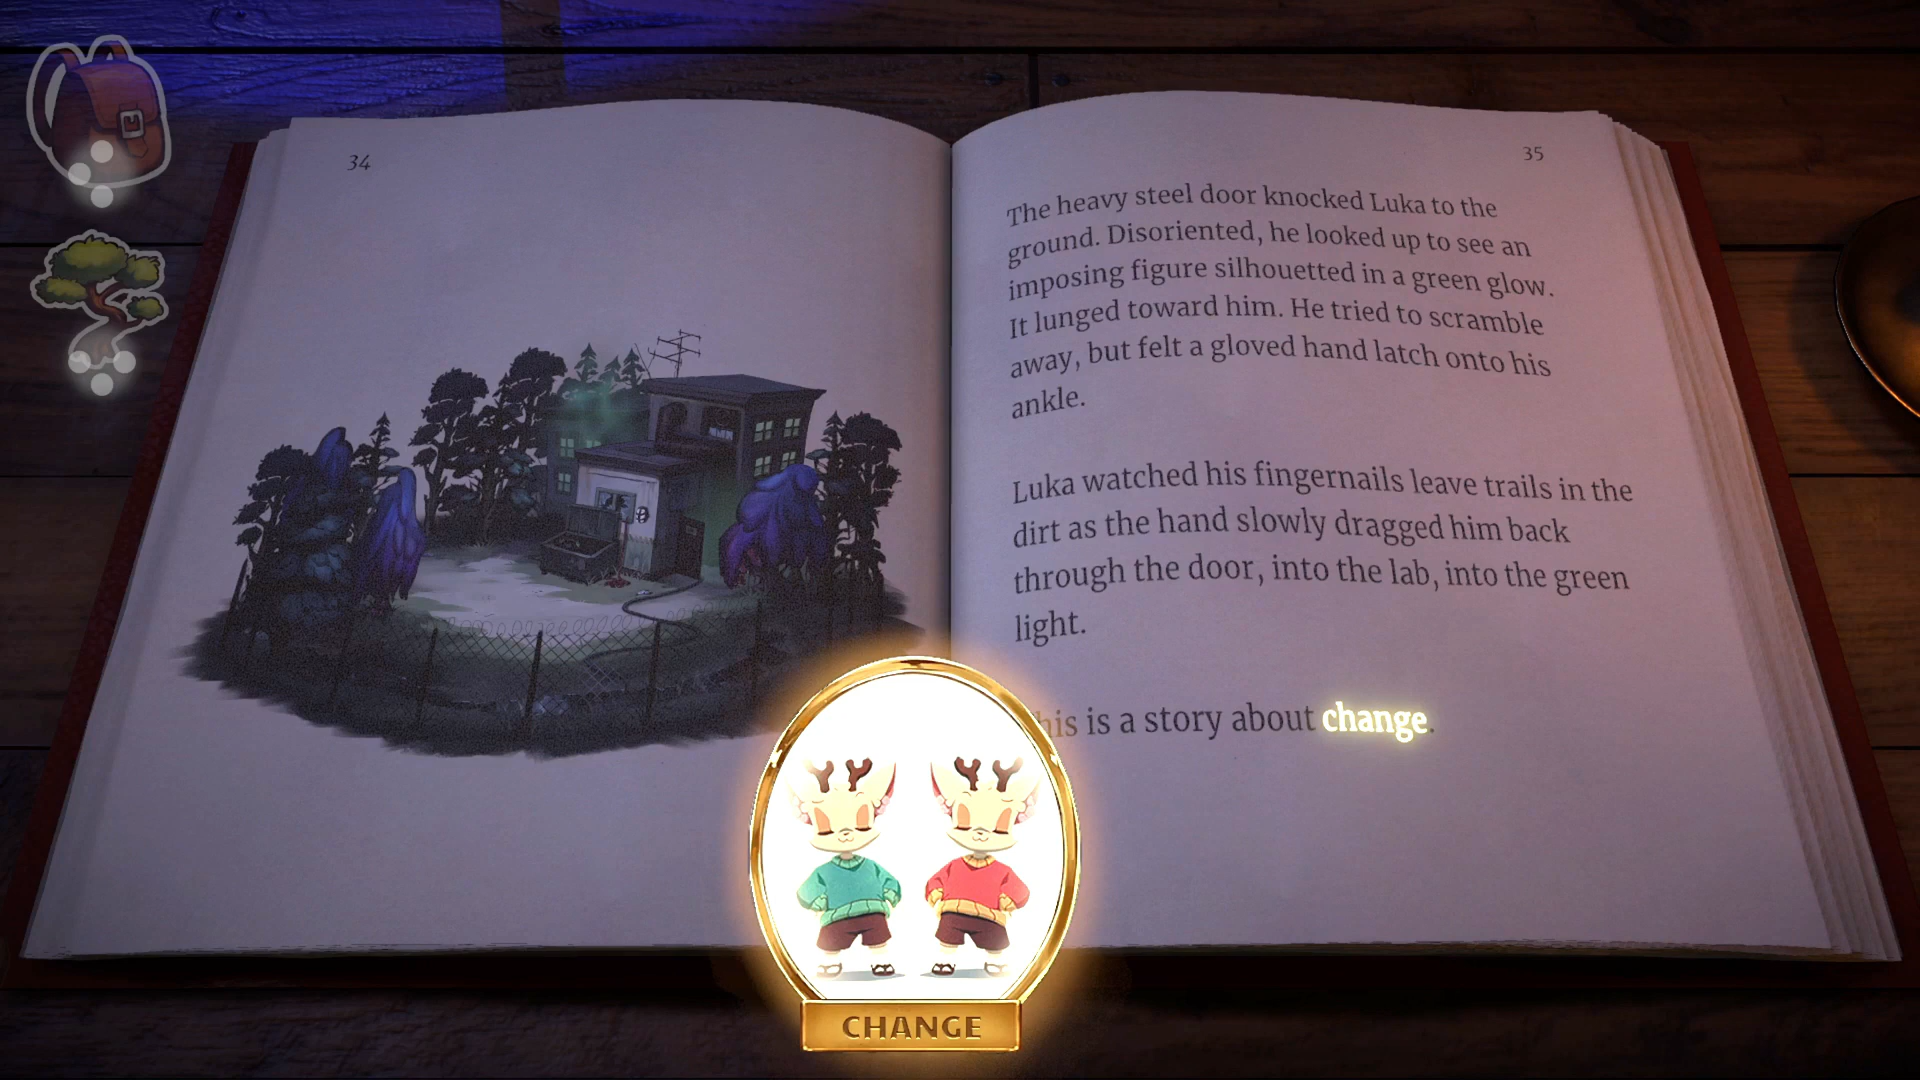 34
35
The heavy steel door knocked Luka to the
ground. Disoriented, he looked up to see an
imposing figure silhouetted in a green glow.
It lunged toward him. He tried to scramble
away, but felt a gloved hand latch onto his
ankle.
Luka watched his fingernails leave trails in the
dirt as the hand slowly dragged him back
through the door, into the lab, into the green
light.
is a story about change.
CHANGE